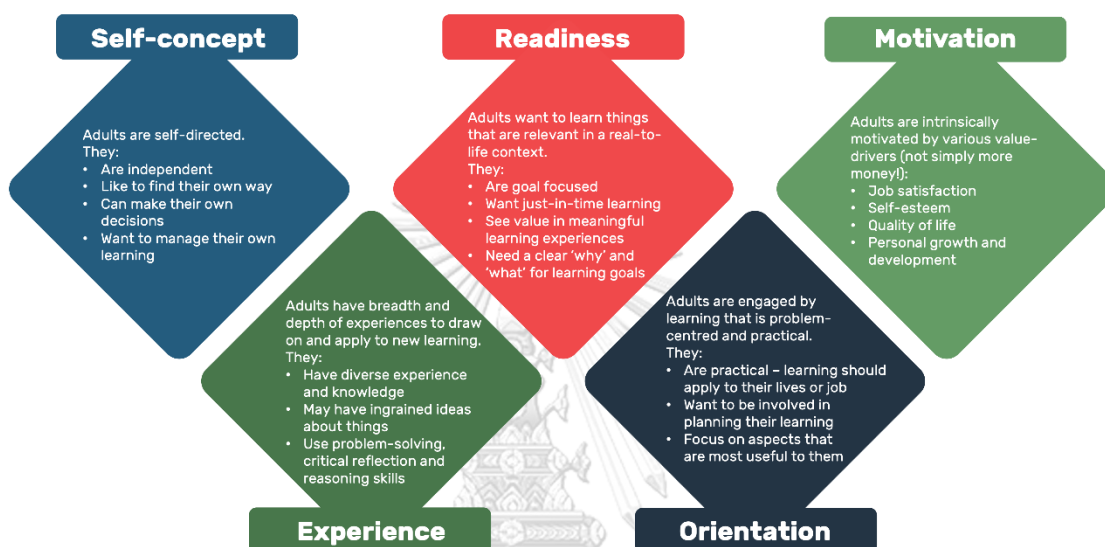 Self-concept
Adults are self-directed.
They:
• Are independent
• Like to find their own way
• Can make their own
decisions
• Want to manage their own
learning
Experience
Adults have breadth and
depth of experiences to draw
on and apply to new learning.
They:
• Have diverse experience
and knowledge
• May have ingrained ideas
about things
• Use problem-solving,
critical reflection and
reasoning skills
Readiness
Adults want to learn things
that are relevant in a real-to-
life context.
They:
• Are goal focused
• Want just-in-time learning
• See value in meaningful
learning experiences
• Need a clear ‘why’ and
‘what’ for learning goals
Orientation
Adults are engaged by
learning that is problem-
centred and practical.
They:
• Are practical – learning should
apply to their lives or job
• Want to be involved in
planning their learning
• Focus on aspects that
are most useful to them
Motivation
Adults are intrinsically
motivated by various value-
drivers (not simply more
money!):
• Job satisfaction
• Self-esteem
• Quality of life
• Personal growth and
development